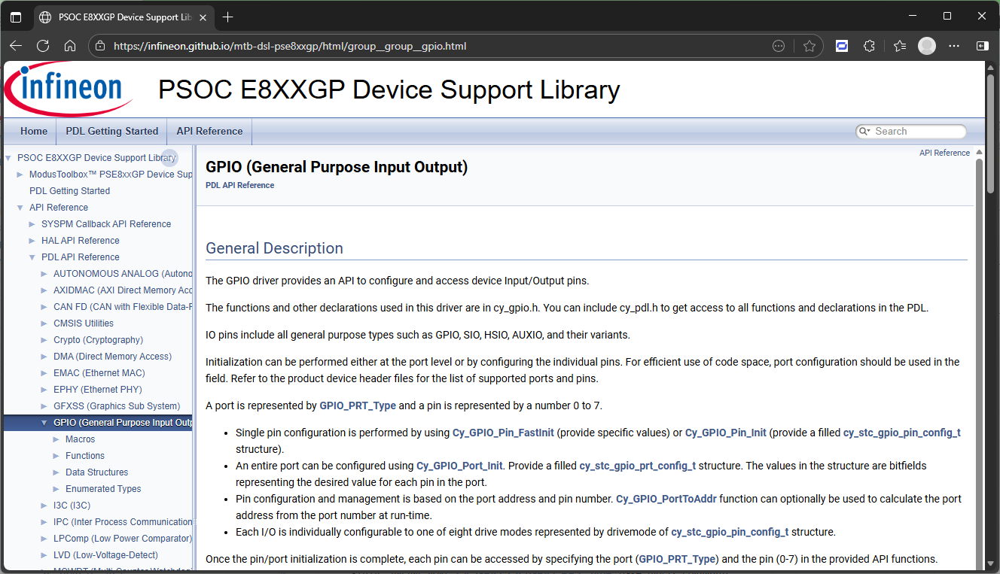 PSOC E8XXGP Device Support Lib
https://infineon.github.io/mtb-dsl-pse8xxgp/html/group__group__gpio.html
infineon
PSOC E8XXGP Device Support Library
Home
PDL Getting Started
API Reference
Search
PSOC E8XXGP Device Support Library
ModusToolbox™ PSE8xxGP Device Sup
PDL Getting Started
API Reference
SYSPM Callback API Reference
HAL API Reference
PDL API Reference
AUTONOMOUS ANALOG (Autono
AXIDMAC (AXI Direct Memory Acc
CAN FD (CAN with Flexible Data-F
CMSIS Utilities
Crypto (Cryptography)
DMA (Direct Memory Access)
EMAC (Ethernet MAC)
EPHY (Ethernet PHY)
GFXSS (Graphics Sub System)
GPIO (General Purpose Input Outp
Macros
Functions
Data Structures
Enumerated Types
I3C (I3C)
IPC (Inter Process Communication
LPComp (Low Power Comparator)
LVD (Low-Voltage-Detect)
API Reference
GPIO (General Purpose Input Output)
PDL API Reference
General Description
The GPIO driver provides an API to configure and access device Input/Output pins.
The functions and other declarations used in this driver are in cy_gpio.h. You can include cy_pdl.h to get access to all functions and declarations in the PDL.
IO pins include all general purpose types such as GPIO, SIO, HSIO, AUXIO, and their variants.
Initialization can be performed either at the port level or by configuring the individual pins. For efficient use of code space, port configuration should be used in the
field. Refer to the product device header files for the list of supported ports and pins.
A port is represented by GPIO_PRT_Type and a pin is represented by a number 0 to 7.
• Single pin configuration is performed by using Cy_GPIO_Pin_FastInit (provide specific values) or Cy_GPIO_Pin_Init (provide a filled cy_stc_gpio_pin_config_t
structure).
• An entire port can be configured using Cy_GPIO_Port_Init. Provide a filled cy_stc_gpio_prt_config_t structure. The values in the structure are bitfields
representing the desired value for each pin in the port.
• Pin configuration and management is based on the port address and pin number. Cy_GPIO_PortToAddr function can optionally be used to calculate the port
address from the port number at run-time.
• Each I/O is individually configurable to one of eight drive modes represented by drivemode of cy_stc_gpio_pin_config_t structure.
Once the pin/port initialization is complete, each pin can be accessed by specifying the port (GPIO_PRT_Type) and the pin (0-7) in the provided API functions.